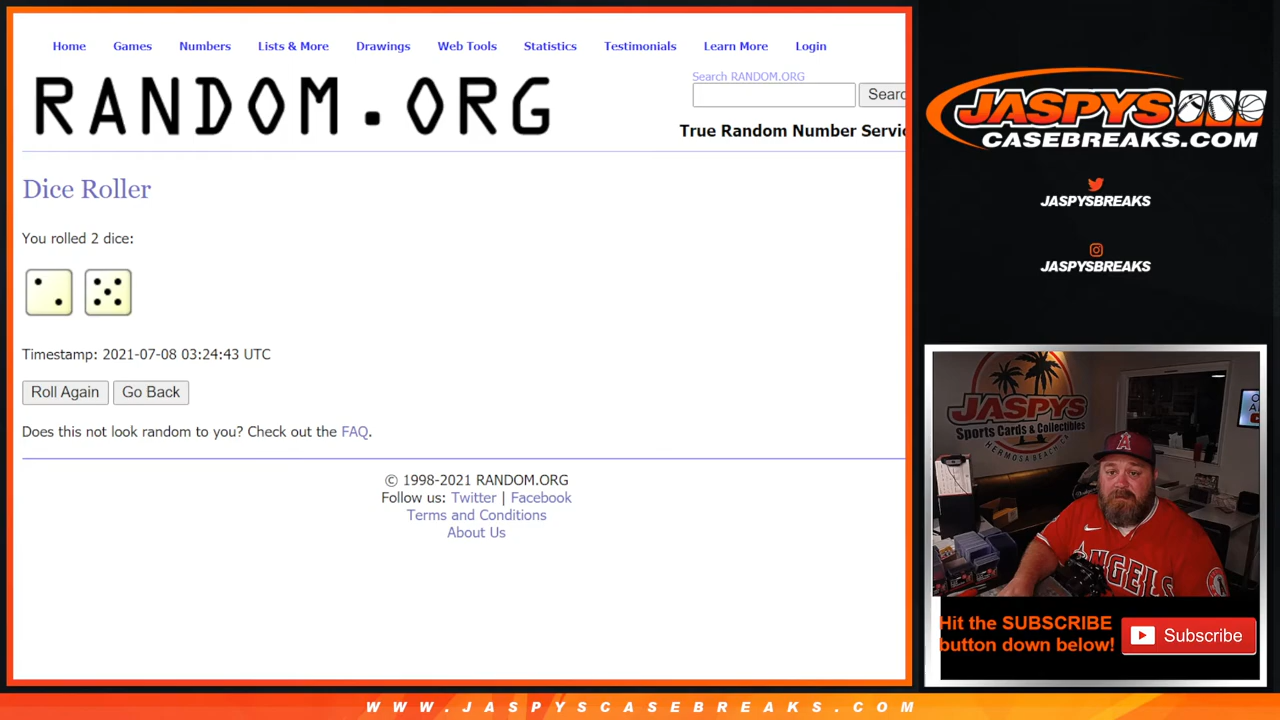 Home Games Numbers Lists & More Drawings Web Tools Statistics Testimonials Learn More Login
RANDOM.ORG
Search RANDOM.ORG
True Random Number
Dice Roller
You rolled 2 dice:
Timestamp: 2021-07-08 03:24:43 UTC
Roll Again Go Back
Does this not look random to you? Check out the FAQ.
© 1998-2021 RANDOM.ORG
Follow us: Twitter | Facebook
Terms and Conditions
About Us
JASPYS
CASEBREAKS.COM
JASPYSBREAKS
JASPYSBREAKS
JASPYS
Sports Cards & Collectibles
HERMOSA BEACH, CA
A
ANGELS
Hit the SUBSCRIBE
button down below!
Subscribe
WWW.JASPYSCASEBREAKS.COM